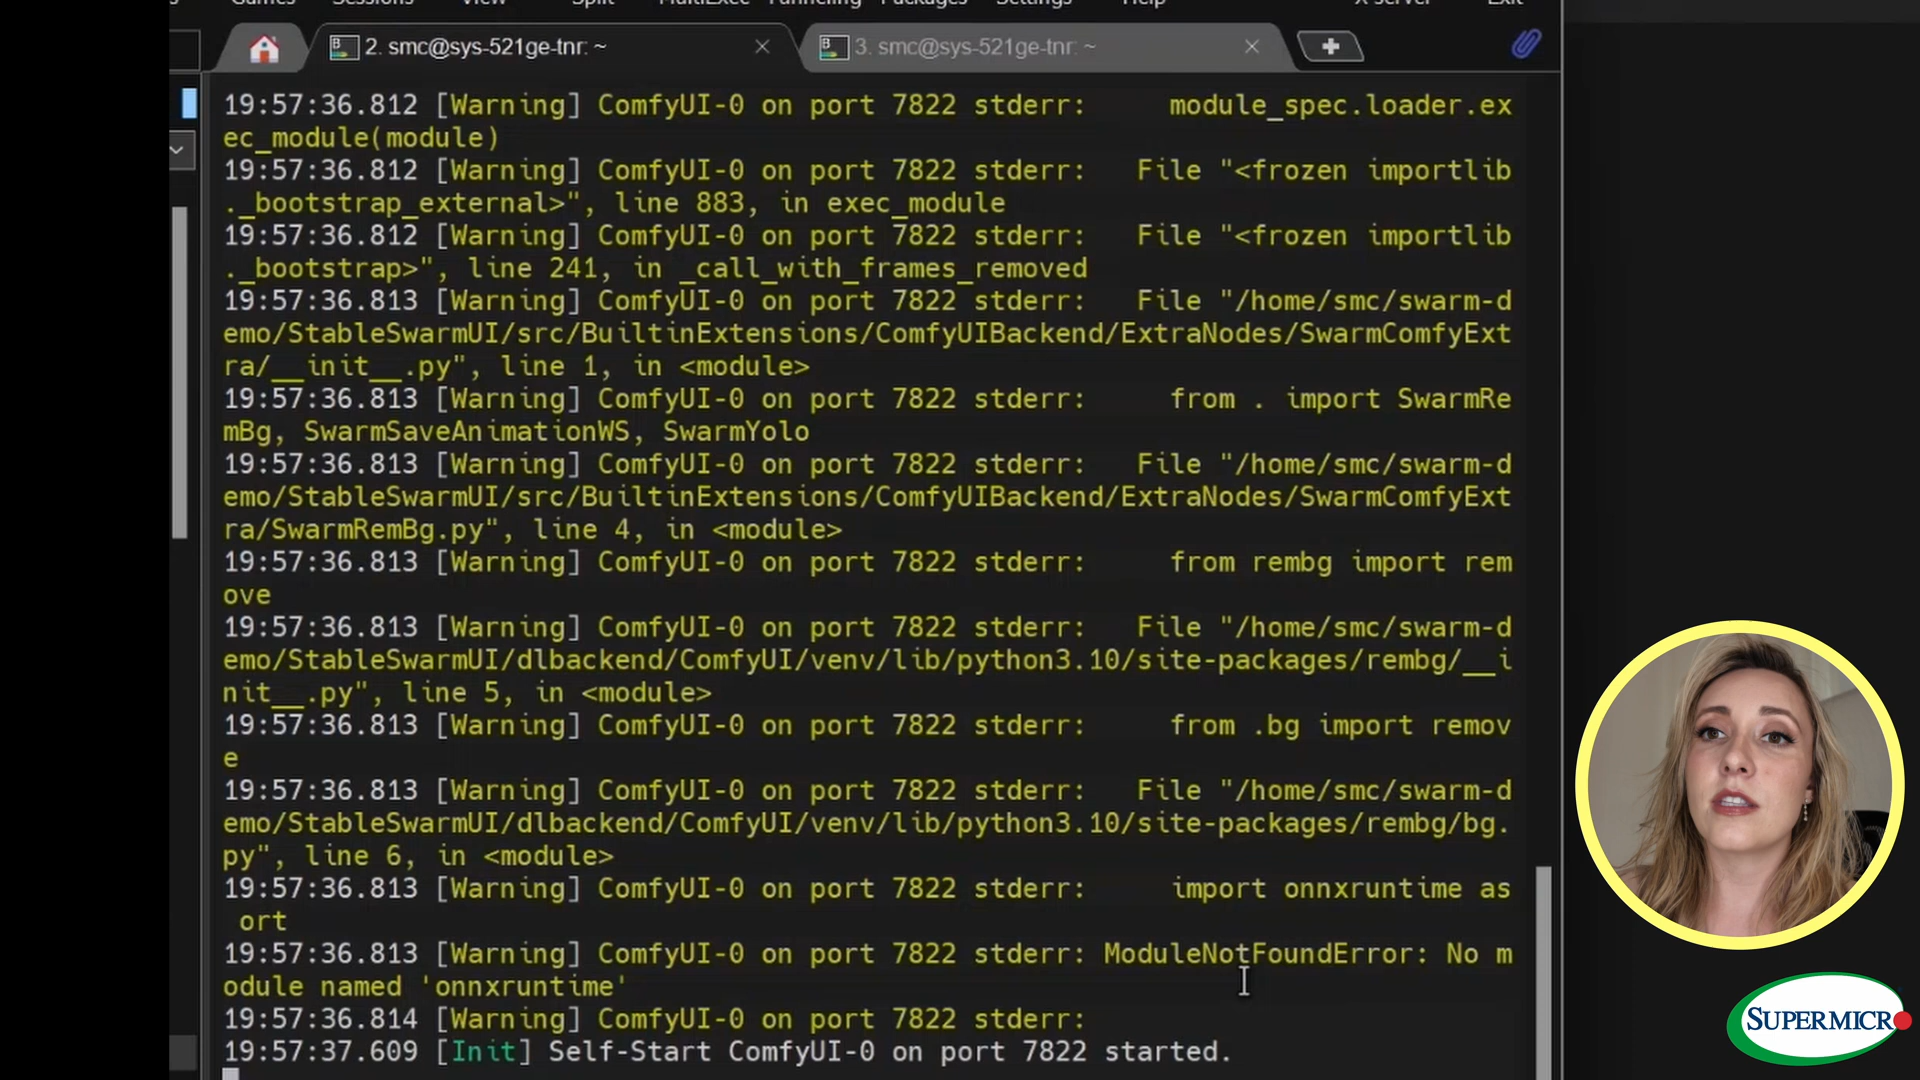 Games Sessions View Split MultiExec Tunneling Packages Settings Help X server Exit
2. smc@sys-521ge-tnr: ~
3. smc@sys-521ge-tnr: ~
19:57:36.812 [Warning] ComfyUI-0 on port 7822 stderr:     module_spec.loader.ex
ec_module(module)
19:57:36.812 [Warning] ComfyUI-0 on port 7822 stderr:   File "<frozen importlib
._bootstrap_external>", line 883, in exec_module
19:57:36.812 [Warning] ComfyUI-0 on port 7822 stderr:   File "<frozen importlib
._bootstrap>", line 241, in _call_with_frames_removed
19:57:36.813 [Warning] ComfyUI-0 on port 7822 stderr:   File "/home/smc/swarm-d
emo/StableSwarmUI/src/BuiltinExtensions/ComfyUIBackend/ExtraNodes/SwarmComfyExt
ra/__init__.py", line 1, in <module>
19:57:36.813 [Warning] ComfyUI-0 on port 7822 stderr:     from . import SwarmRe
mBg, SwarmSaveAnimationWS, SwarmYolo
19:57:36.813 [Warning] ComfyUI-0 on port 7822 stderr:   File "/home/smc/swarm-d
emo/StableSwarmUI/src/BuiltinExtensions/ComfyUIBackend/ExtraNodes/SwarmComfyExt
ra/SwarmRemBg.py", line 4, in <module>
19:57:36.813 [Warning] ComfyUI-0 on port 7822 stderr:     from rembg import rem
ove
19:57:36.813 [Warning] ComfyUI-0 on port 7822 stderr:   File "/home/smc/swarm-d
emo/StableSwarmUI/dlbackend/ComfyUI/venv/lib/python3.10/site-packages/rembg/__i
nit__.py", line 5, in <module>
19:57:36.813 [Warning] ComfyUI-0 on port 7822 stderr:     from .bg import remov
e
19:57:36.813 [Warning] ComfyUI-0 on port 7822 stderr:   File "/home/smc/swarm-d
emo/StableSwarmUI/dlbackend/ComfyUI/venv/lib/python3.10/site-packages/rembg/bg.
py", line 6, in <module>
19:57:36.813 [Warning] ComfyUI-0 on port 7822 stderr:     import onnxruntime as
 ort
19:57:36.813 [Warning] ComfyUI-0 on port 7822 stderr: ModuleNotFoundError: No m
odule named 'onnxruntime'
19:57:36.814 [Warning] ComfyUI-0 on port 7822 stderr:
19:57:37.609 [Init] Self-Start ComfyUI-0 on port 7822 started.
SUPERMICR